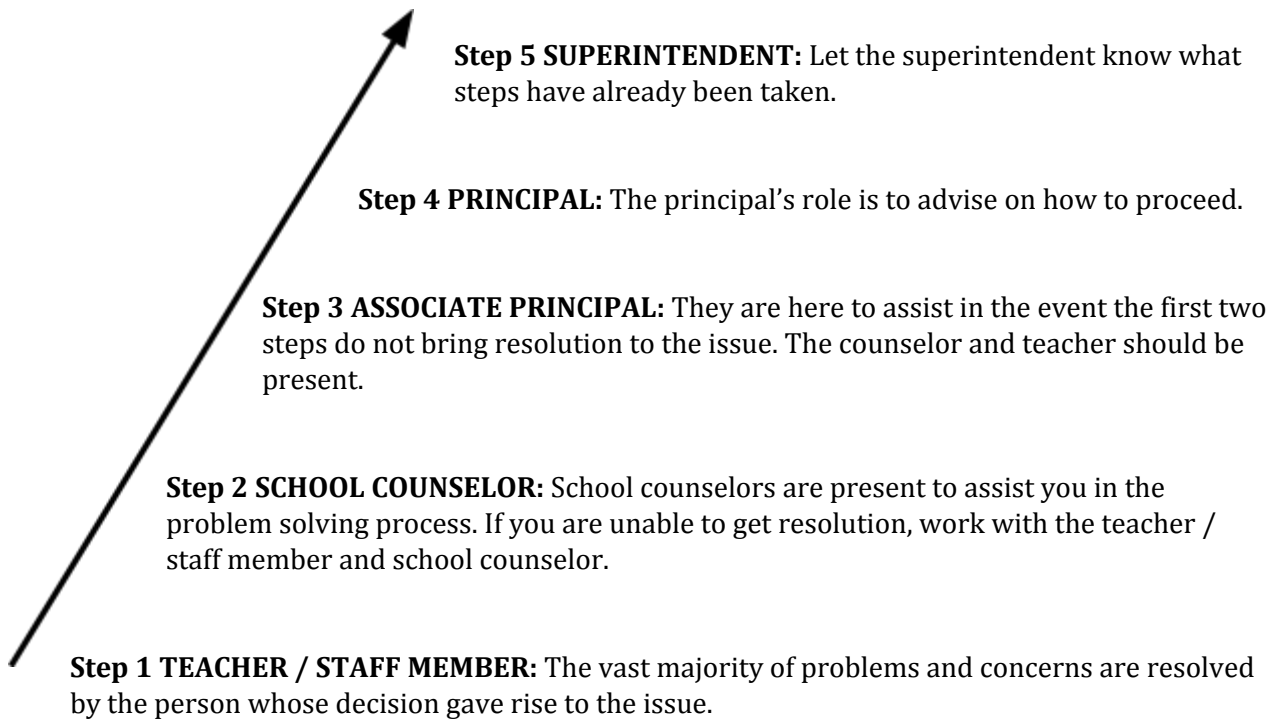 Step 5 SUPERINTENDENT: Let the superintendent know what
steps have already been taken.
Step 4 PRINCIPAL: The principal’s role is to advise on how to proceed.
Step 3 ASSOCIATE PRINCIPAL: They are here to assist in the event the first two
steps do not bring resolution to the issue. The counselor and teacher should be
present.
Step 2 SCHOOL COUNSELOR: School counselors are present to assist you in the
problem solving process. If you are unable to get resolution, work with the teacher /
staff member and school counselor.
Step 1 TEACHER / STAFF MEMBER: The vast majority of problems and concerns are resolved
by the person whose decision gave rise to the issue.